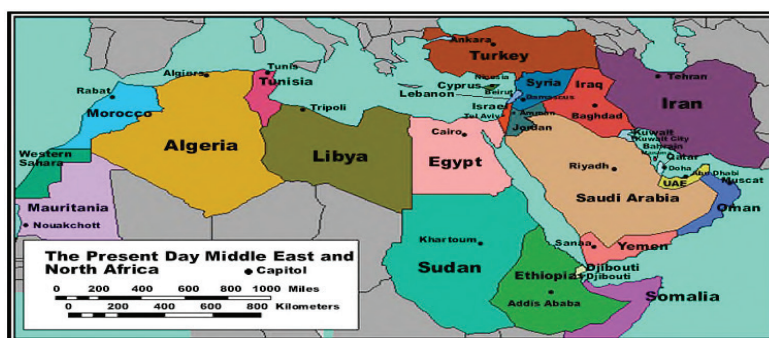 Ankara
Turkey
Tunis
Algiers
Tunisia
Nicosia
Cyprus
Syria
Iraq
Tehran
Rabat
Beirut
Lebanon
Damascus
Iran
Morocco
Tripoli
Israel
Baghdad
Tel Aviv
Amman
Algeria
Cairo
Jordan
Kuwait
Kuwait City
Western
Sahara
Libya
Egypt
Bahrain
Qatar
Riyadh
Doha
Abu Dhabi
UAE
Muscat
Mauritania
Saudi Arabia
Oman
Nouakchott
Khartoum
Sanaa
Yemen
The Present Day Middle East and
North Africa
Capitol
Sudan
Ethiopia
Djibouti
Djibouti
0 200 400 600 800 1000 Miles
Somalia
0 200 400 600 800
Kilometers
Addis Ababa